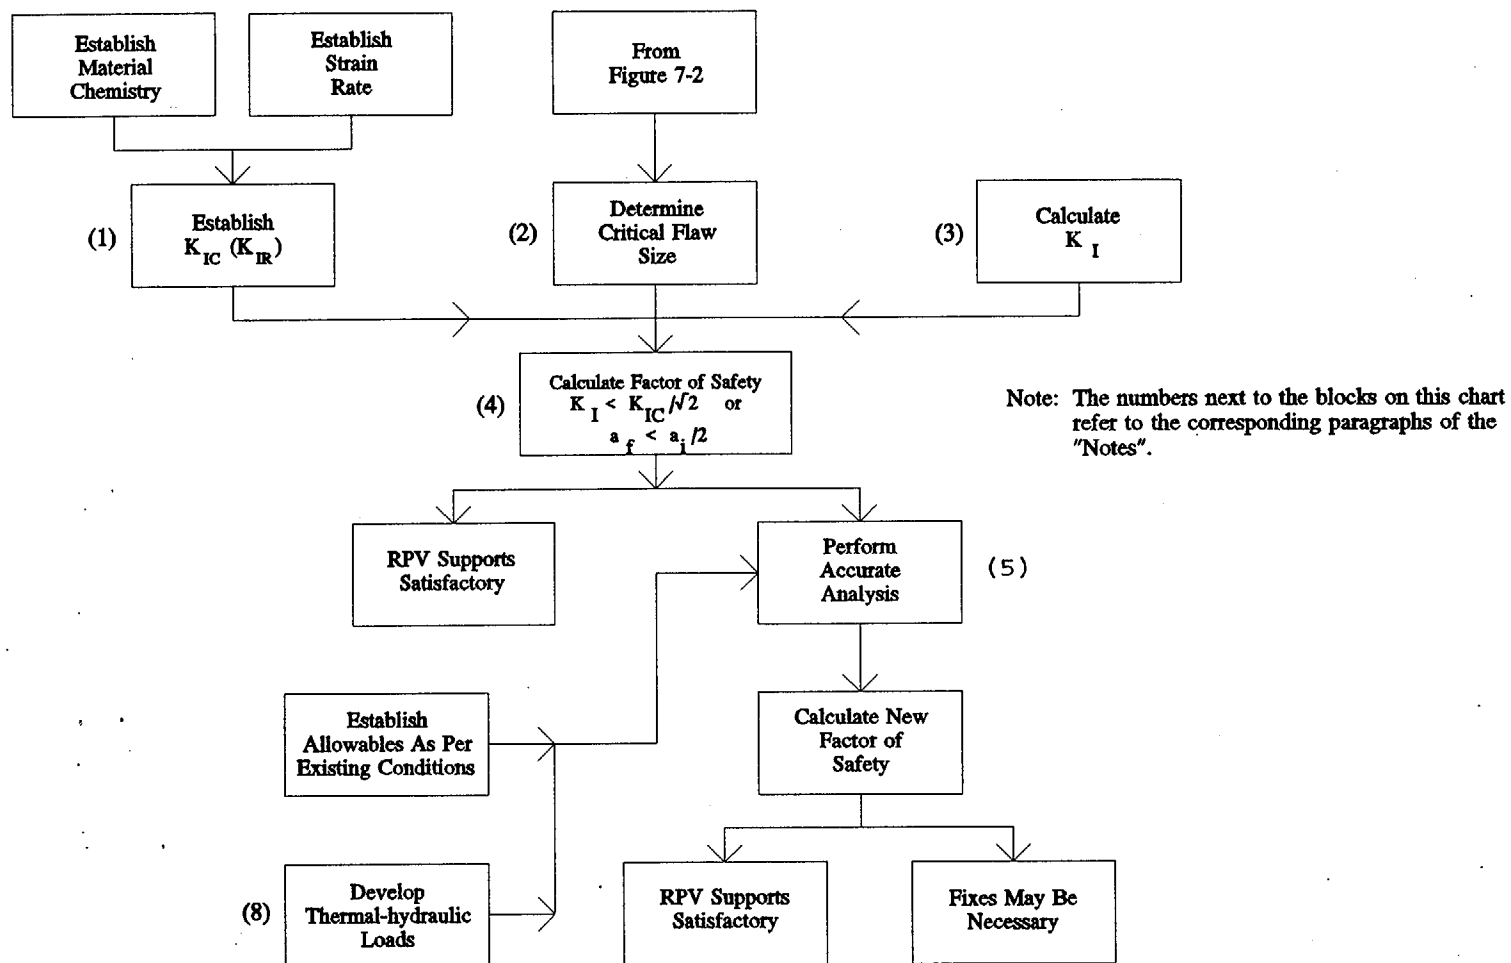 Establish
Material
Chemistry
Establish
Strain
Rate
From
Figure 7-2
(1)
Establish
K IC (K IR)
(2)
Determine
Critical Flaw
Size
(3)
Calculate
K I
(4)
Calculate Factor of Safety
K I < K IC /√2 or
a f < a i /2
Note: The numbers next to the blocks on this chart
refer to the corresponding paragraphs of the
"Notes".
RPV Supports
Satisfactory
Perform
Accurate
Analysis
(5)
Establish
Allowables As Per
Existing Conditions
Calculate New
Factor of
Safety
(8)
Develop
Thermal-hydraulic
Loads
RPV Supports
Satisfactory
Fixes May Be
Necessary